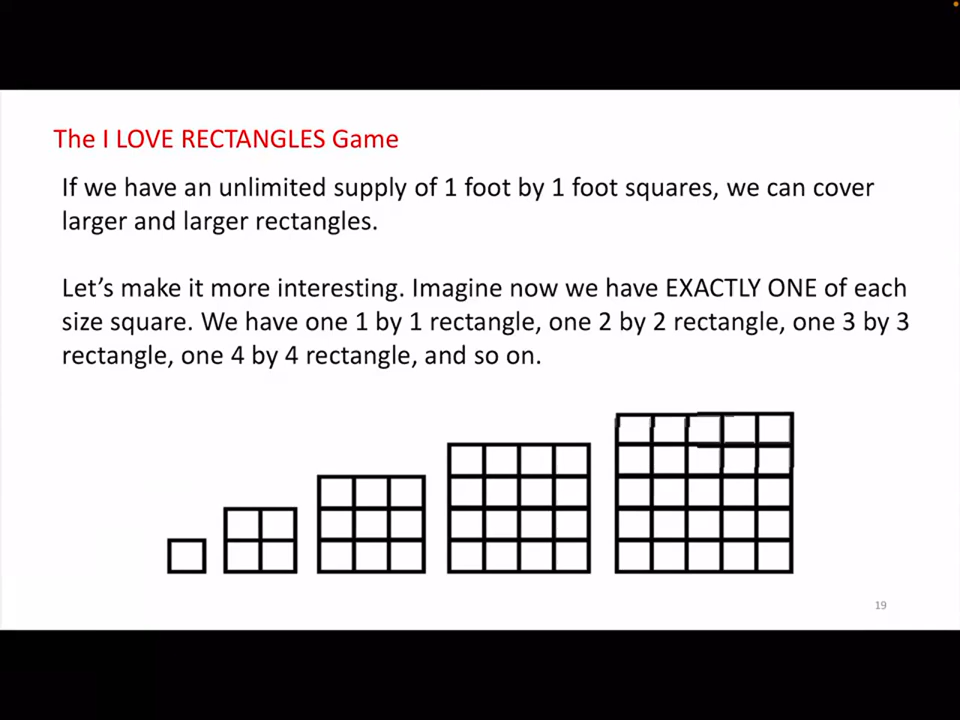 The I LOVE RECTANGLES Game
If we have an unlimited supply of 1 foot by 1 foot squares, we can cover
larger and larger rectangles.
Let’s make it more interesting. Imagine now we have EXACTLY ONE of each
size square. We have one 1 by 1 rectangle, one 2 by 2 rectangle, one 3 by 3
rectangle, one 4 by 4 rectangle, and so on.
19